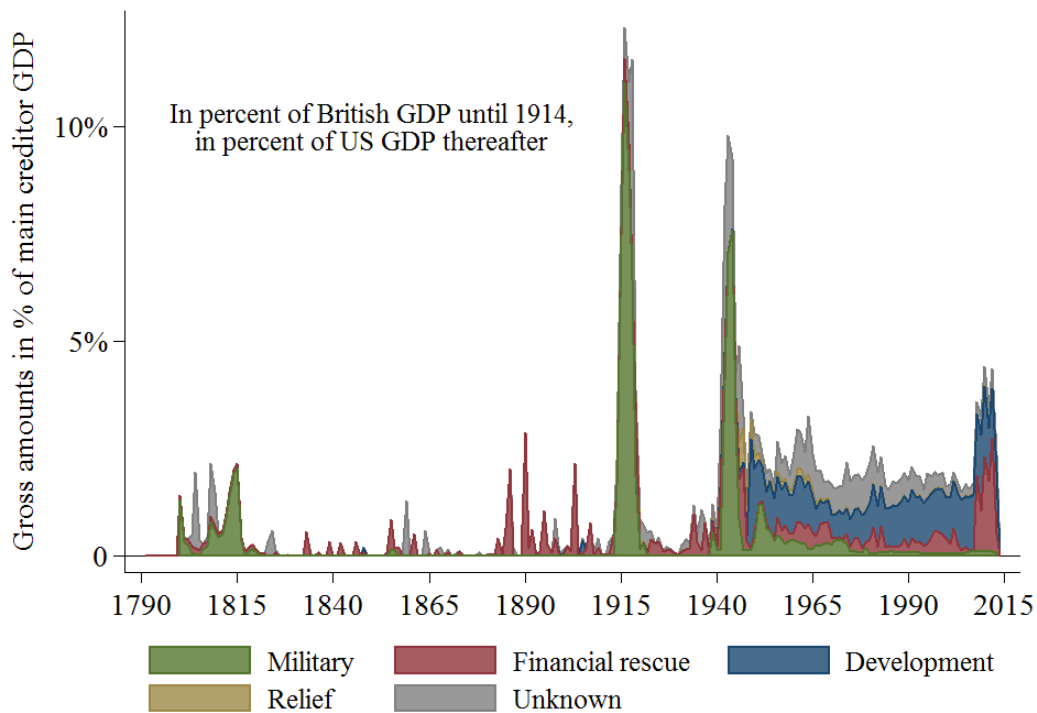 Gross amounts in % of main creditor GDP
In percent of British GDP until 1914,
in percent of US GDP thereafter
10%
5%
0
1790 1815 1840 1865 1890 1915 1940 1965 1990 2015
Military Financial rescue Development
Relief Unknown